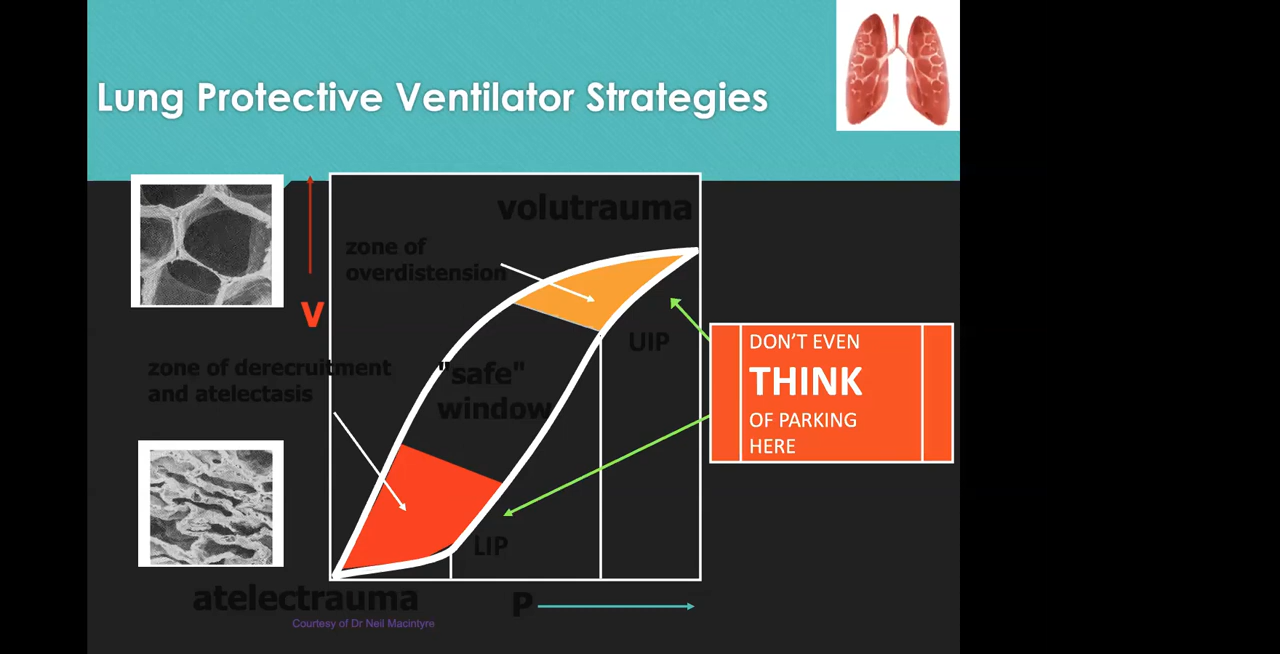 Lung Protective Ventilator Strategies
volutrauma
zone of
overdistension
V
UIP
DON'T EVEN
THINK
OF PARKING
HERE
zone of derecruitment
and atelectasis
"safe"
window
LIP
atelectrauma
P
Courtesy of Dr Neil Macintyre